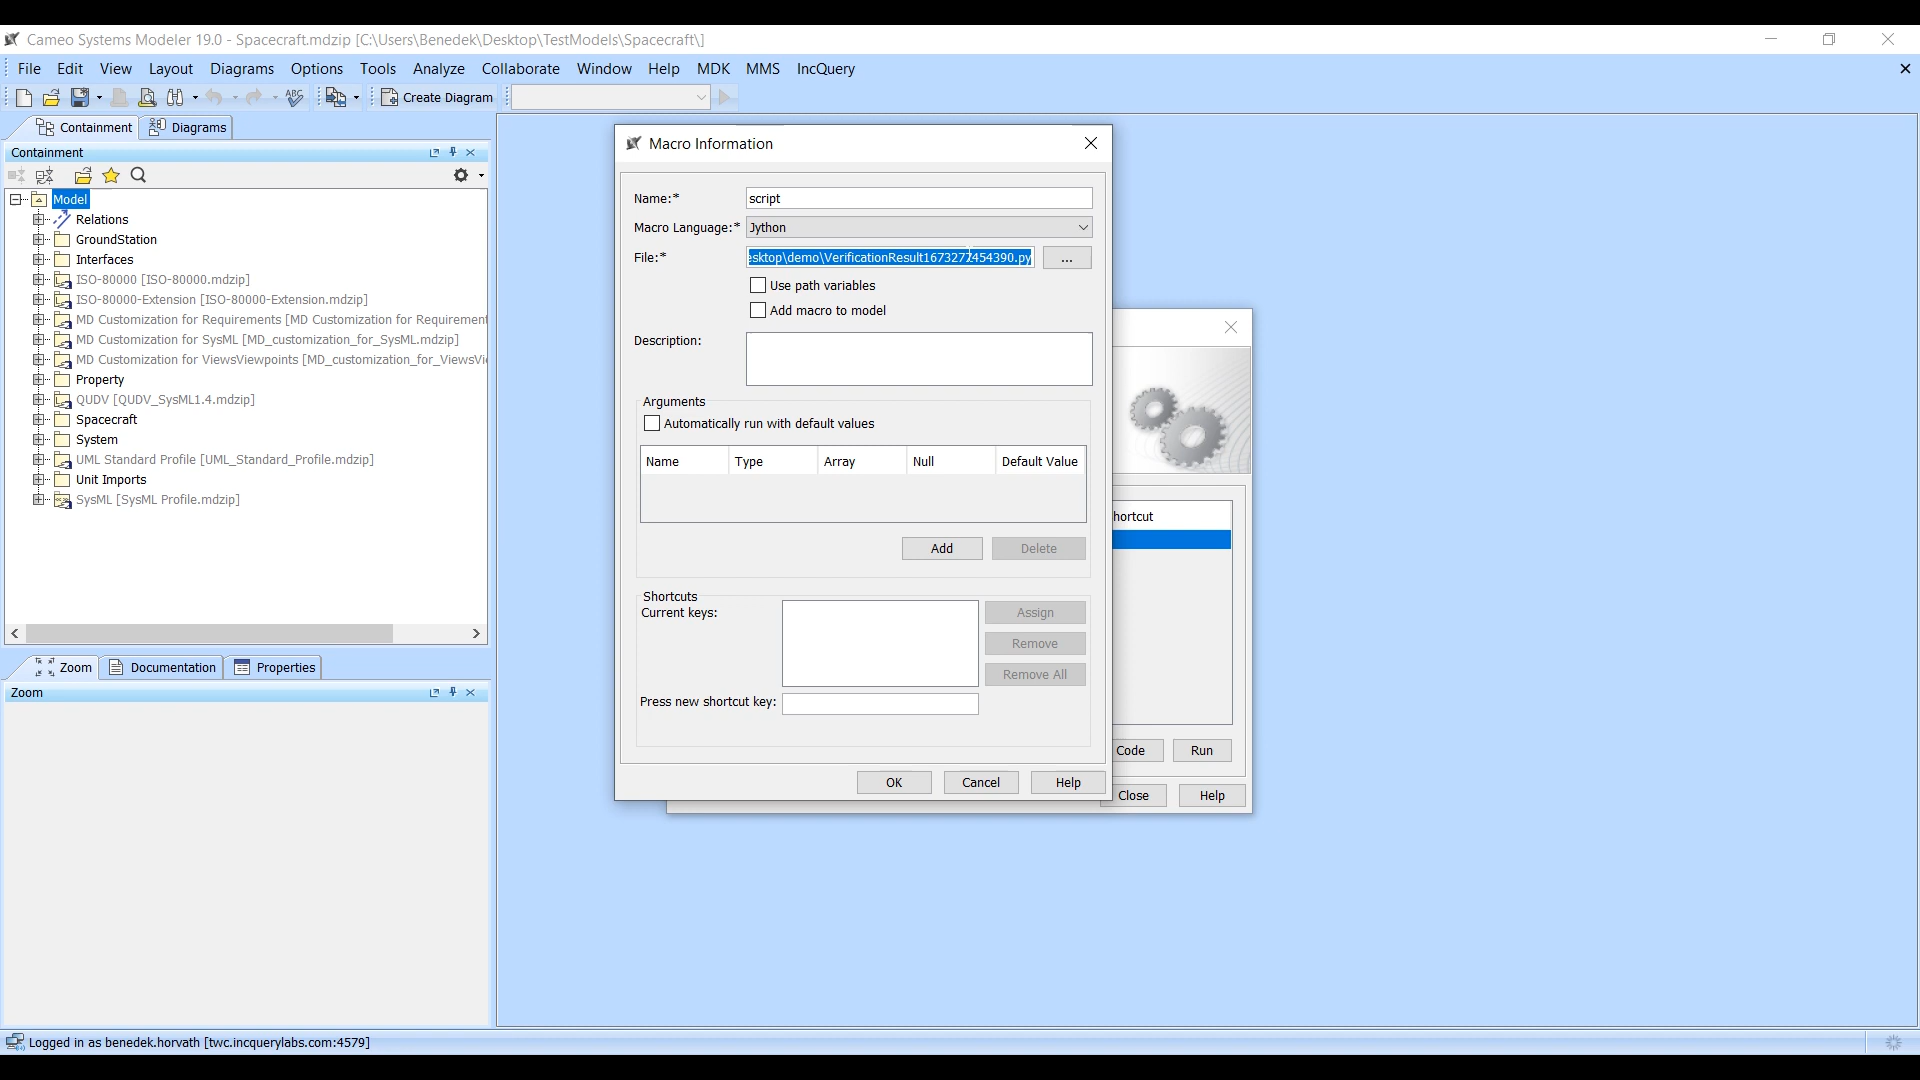 Cameo Systems Modeler 19.0 - Spacecraft.mdzip [C:\Users\Benedek\Desktop\TestModels\Spacecraft\]
File Edit View Layout Diagrams Options Tools Analyze Collaborate Window Help MDK MMS IncQuery
ABC Create Diagram
Containment Diagrams
Containment
Model
Relations
GroundStation
Interfaces
ISO-80000 [ISO-80000.mdzip]
ISO-80000-Extension [ISO-80000-Extension.mdzip]
MD Customization for Requirements [MD Customization for Requirement
MD Customization for SysML [MD_customization_for_SysML.mdzip]
MD Customization for ViewsViewpoints [MD_customization_for_ViewsVi
Property
QUDV [QUDV_SysML1.4.mdzip]
Spacecraft
System
UML Standard Profile [UML_Standard_Profile.mdzip]
Unit Imports
SysML [SysML Profile.mdzip]
Zoom Documentation Properties
Zoom
Macro Information
Name:* script
Macro Language:* Jython
File:* esktop\demo\VerificationResult1673272454390.py ...
Use path variables
Add macro to model
Description:
Arguments
Automatically run with default values
Name Type Array Null Default Value
Add Delete
Shortcuts
Current keys:
Assign
Remove
Remove All
Press new shortcut key:
OK Cancel Help
hortcut
Code Run
Close Help
Logged in as benedek.horvath [twc.incquerylabs.com:4579]